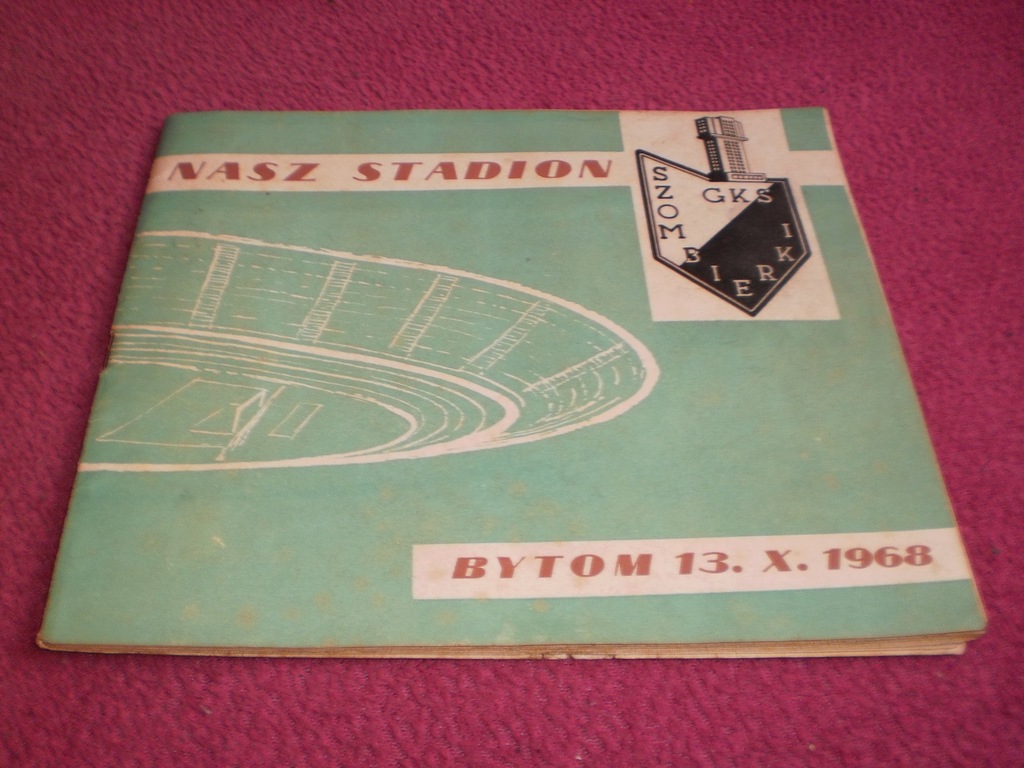 NASZ STADION
GKS
SZOMBIERKI
BYTOM 13. X. 1968